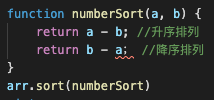 function numberSort(a, b) {
return a - b; //升序排列
return b - a; //降序排列
}
arr.sort(numberSort)